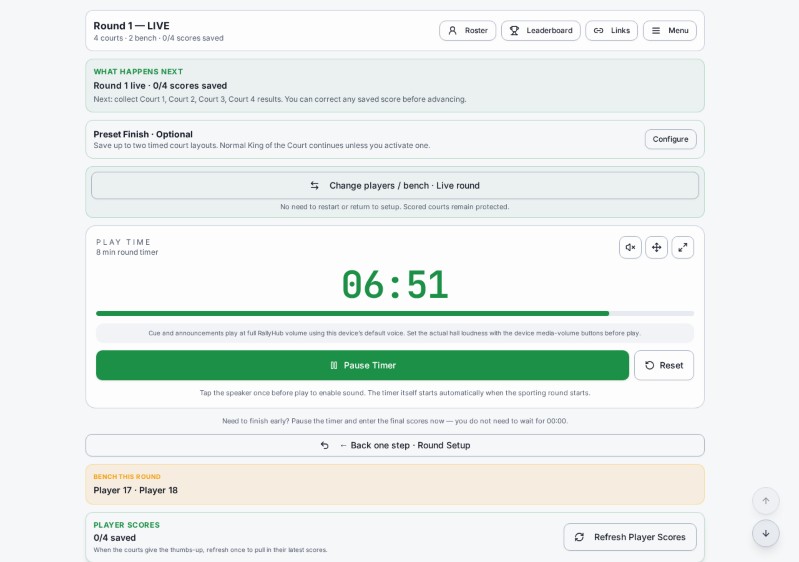 Round 1 — LIVE
4 courts · 2 bench · 0/4 scores saved
Roster
Leaderboard
Links
Menu
WHAT HAPPENS NEXT
Round 1 live · 0/4 scores saved
Next: collect Court 1, Court 2, Court 3, Court 4 results. You can correct any saved score before advancing.
Preset Finish · Optional
Save up to two timed court layouts. Normal King of the Court continues unless you activate one.
Configure
Change players / bench · Live round
No need to restart or return to setup. Scored courts remain protected.
PLAY TIME
8 min round timer
06:51
Cue and announcements play at full RallyHub volume using this device's default voice. Set the actual hall loudness with the device media-volume buttons before play.
Pause Timer
Reset
Tap the speaker once before play to enable sound. The timer itself starts automatically when the sporting round starts.
Need to finish early? Pause the timer and enter the final scores now — you do not need to wait for 00:00.
← Back one step · Round Setup
BENCH THIS ROUND
Player 17 · Player 18
PLAYER SCORES
0/4 saved
When the courts give the thumbs-up, refresh once to pull in their latest scores.
Refresh Player Scores